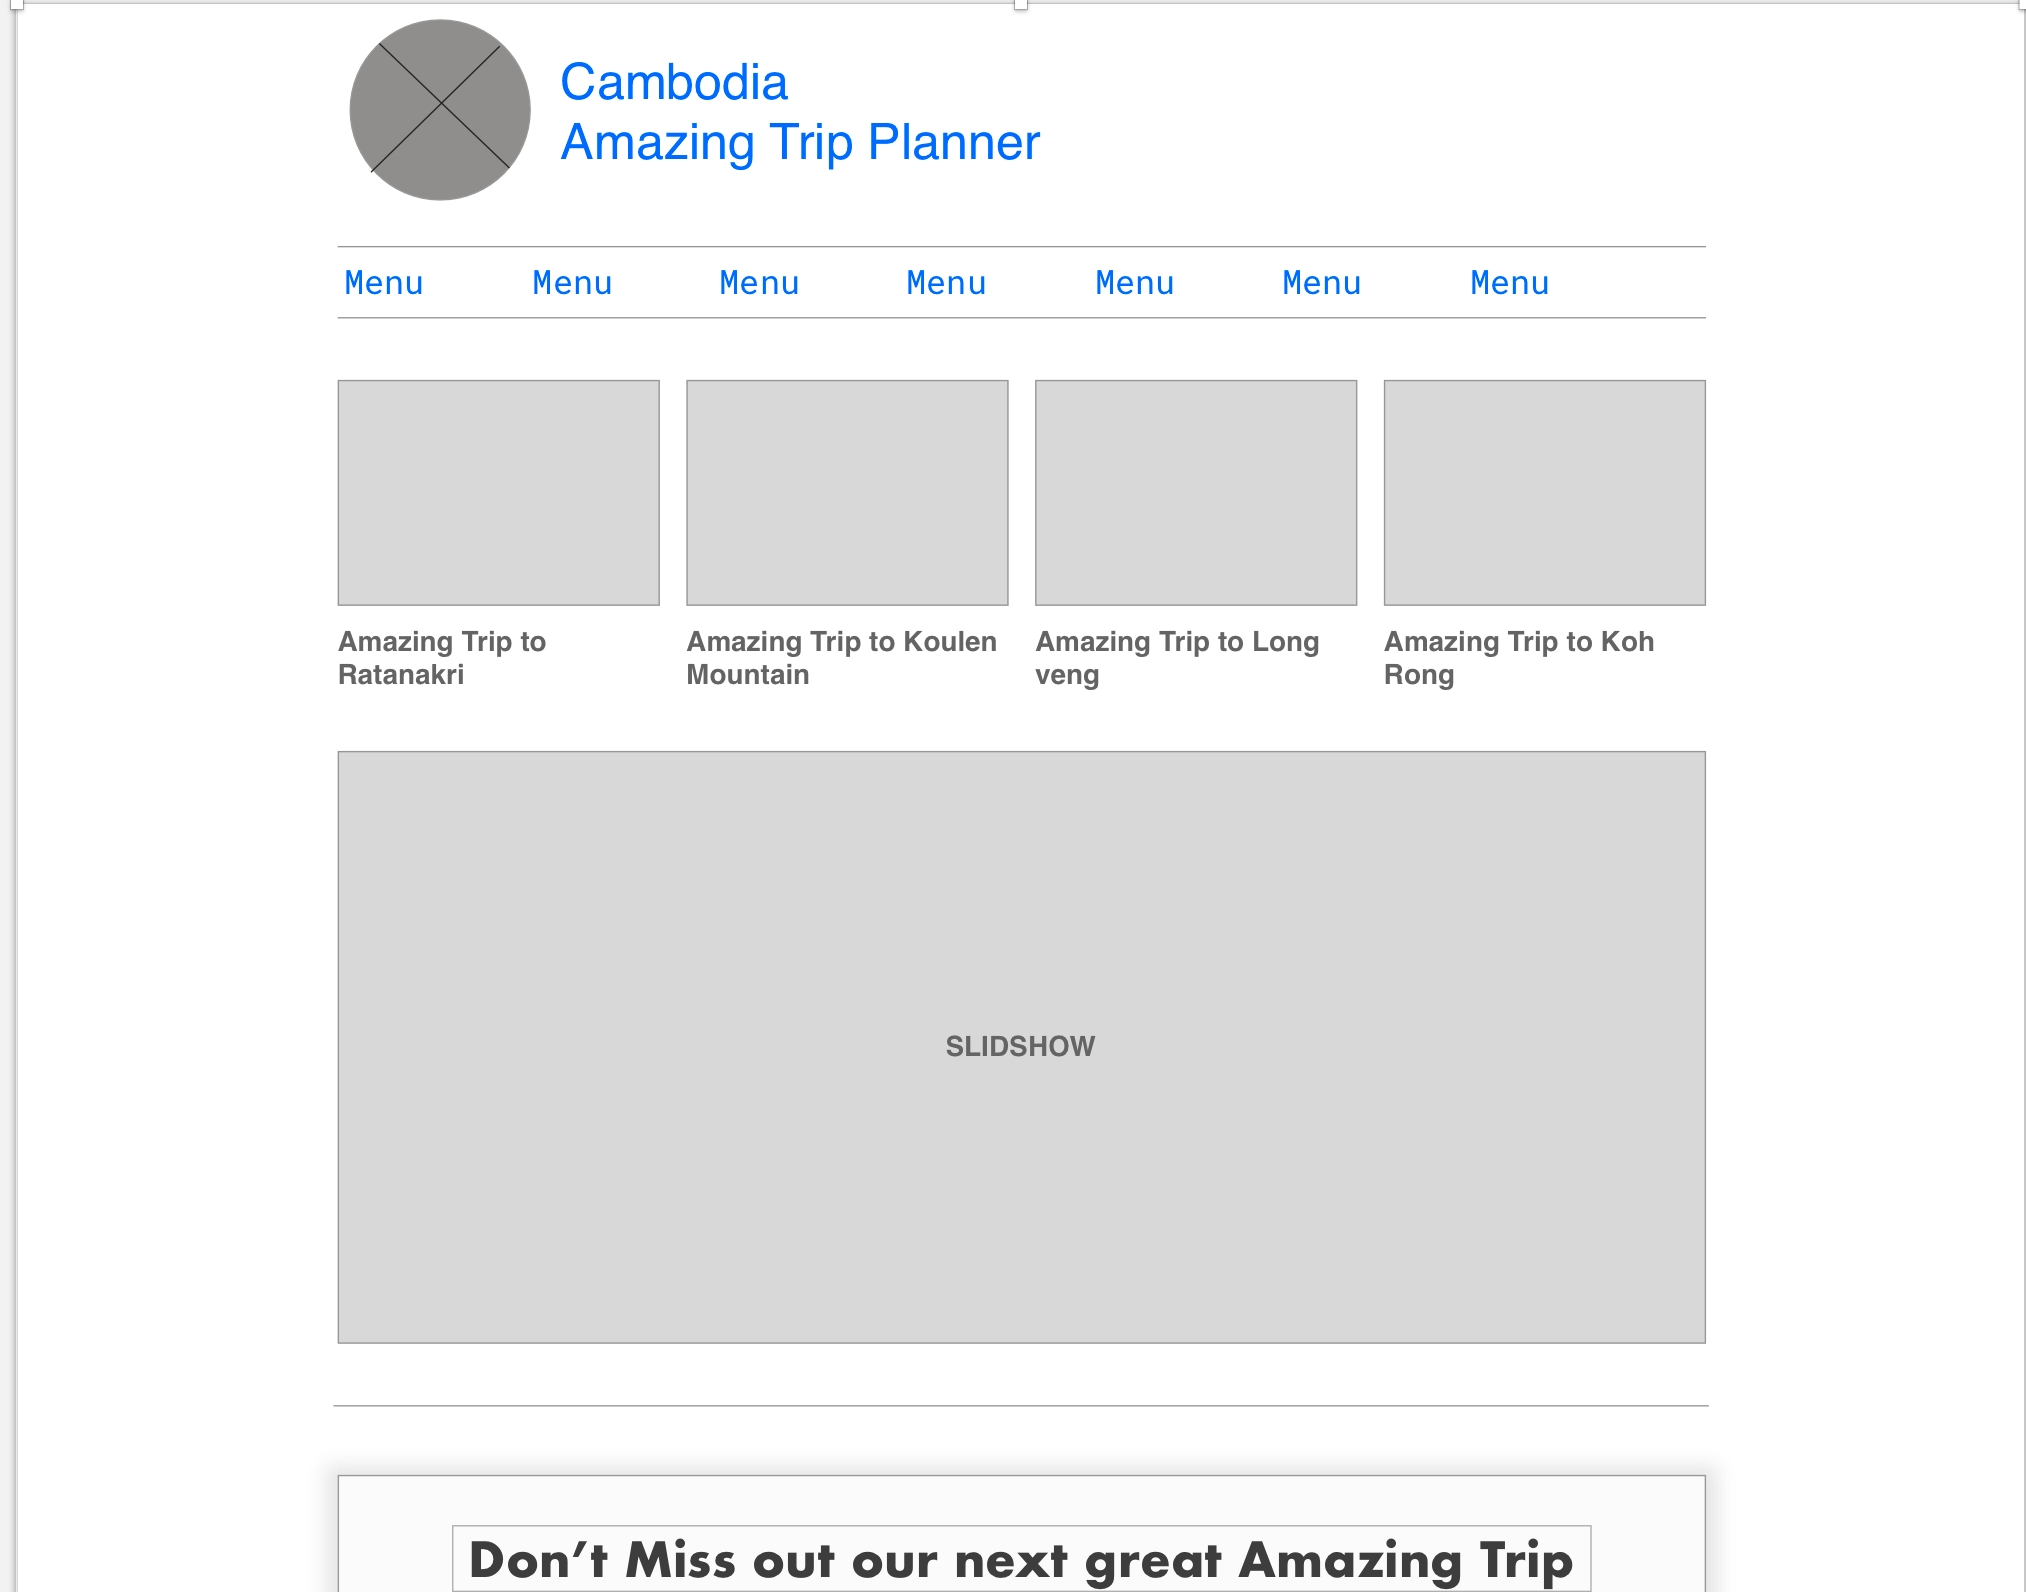 Cambodia
Amazing Trip Planner
Menu Menu Menu Menu Menu Menu Menu
Amazing Trip to
Ratanakri
Amazing Trip to Koulen
Mountain
Amazing Trip to Long
veng
Amazing Trip to Koh
Rong
SLIDSHOW
Don’t Miss out our next great Amazing Trip